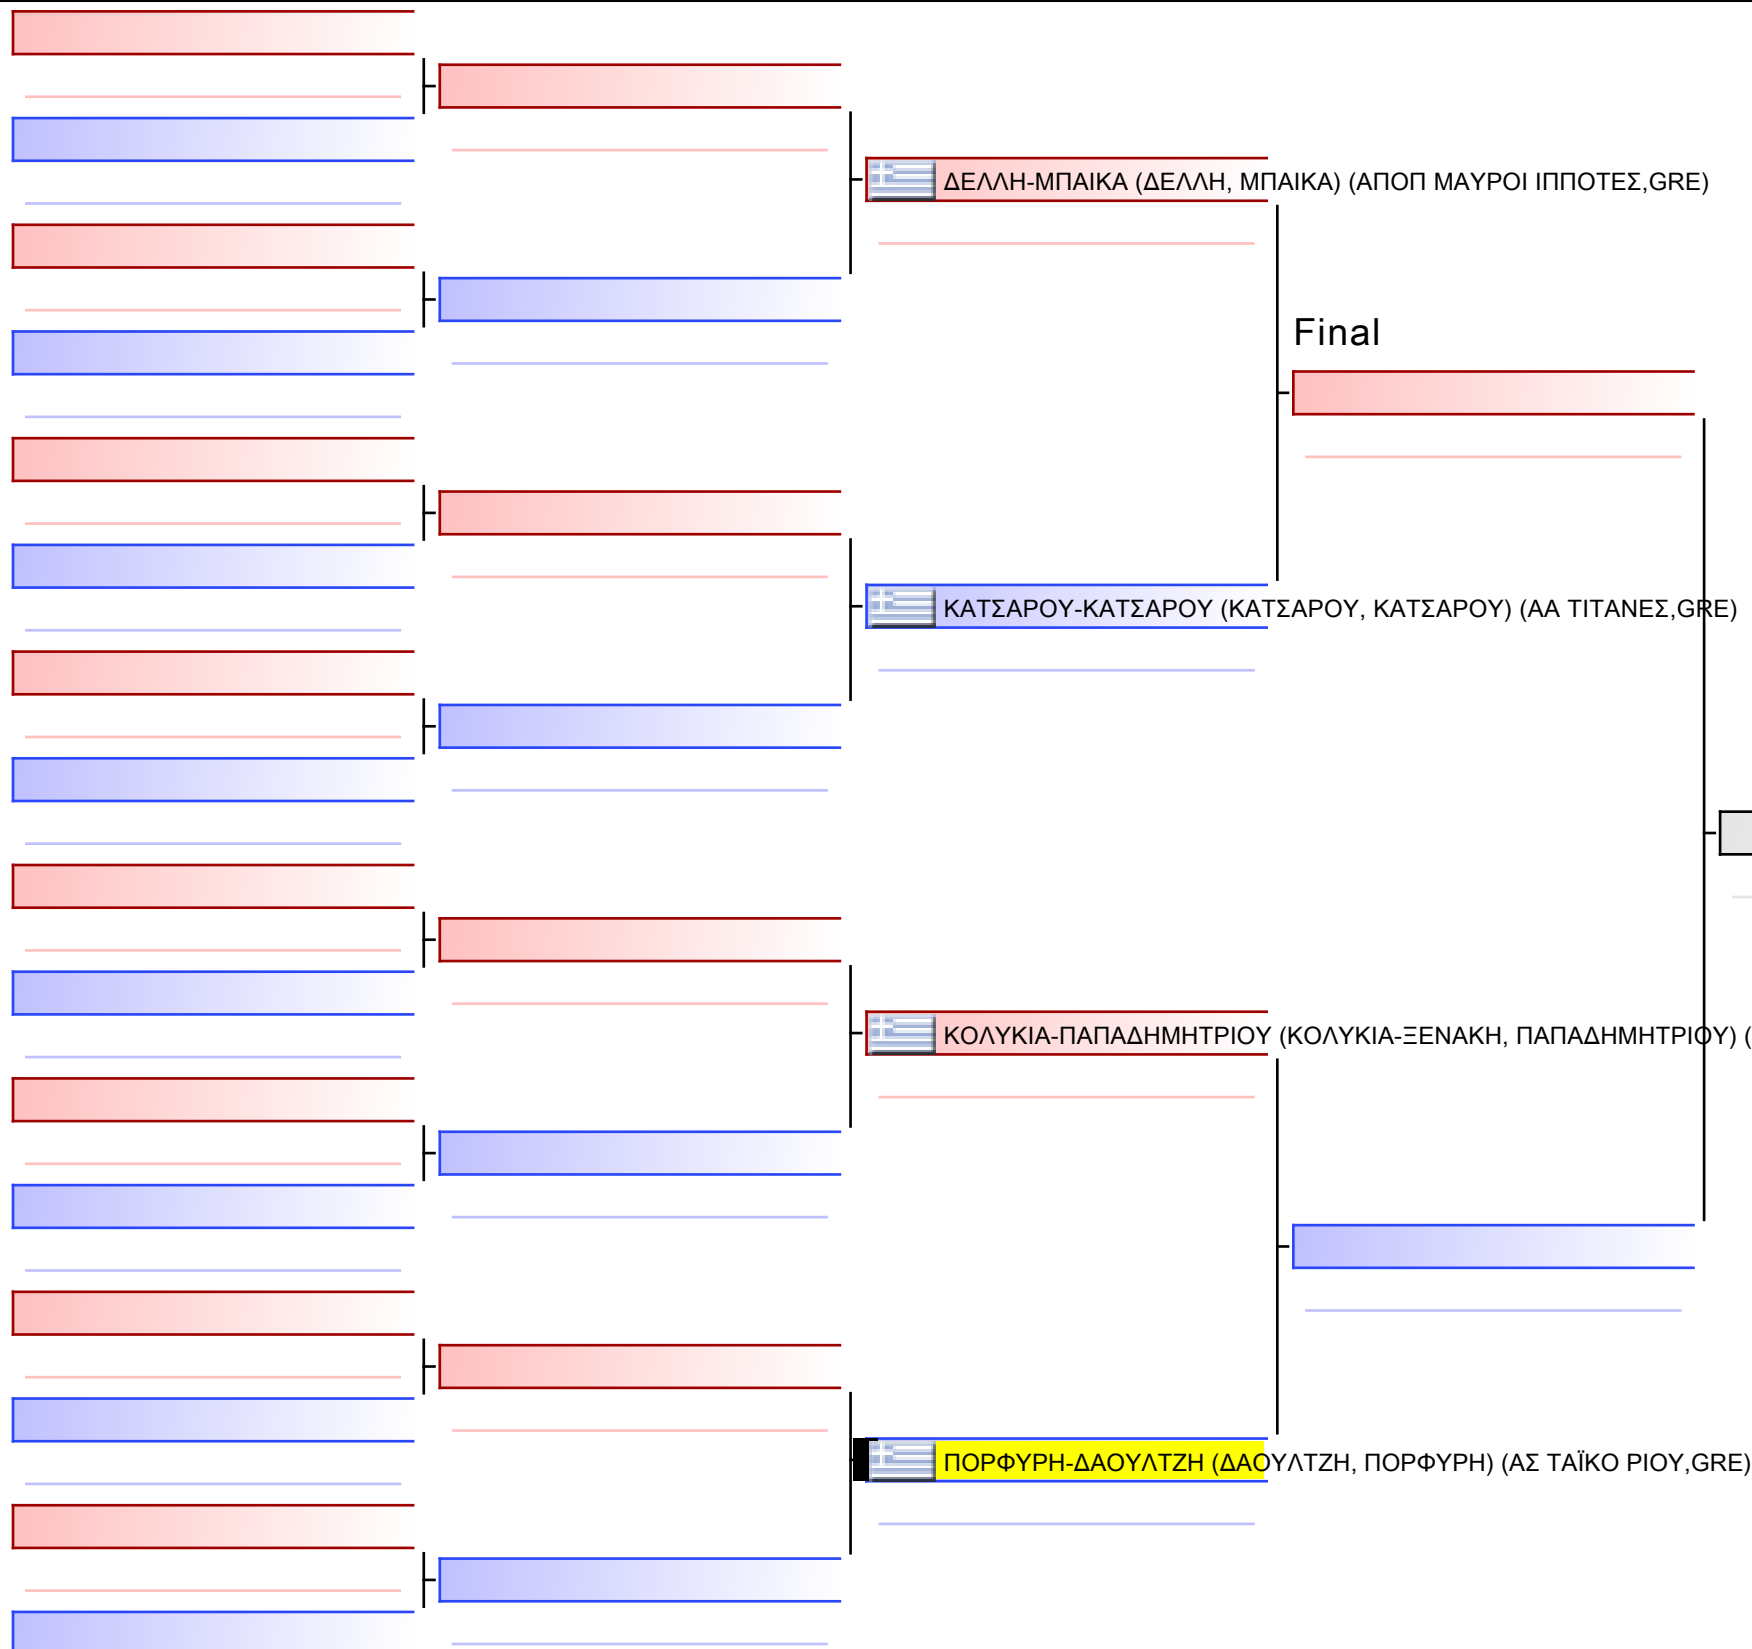 ΔΕΛΛΗ-ΜΠΑΙΚΑ (ΔΕΛΛΗ, ΜΠΑΙΚΑ) (ΑΠΟΠ ΜΑΥΡΟΙ ΙΠΠΟΤΕΣ,GRE)
Final
ΚΑΤΣΑΡΟΥ-ΚΑΤΣΑΡΟΥ (ΚΑΤΣΑΡΟΥ, ΚΑΤΣΑΡΟΥ) (ΑΑ ΤΙΤΑΝΕΣ,GRE)
ΚΟΛΥΚΙΑ-ΠΑΠΑΔΗΜΗΤΡΙΟΥ (ΚΟΛΥΚΙΑ-ΞΕΝΑΚΗ, ΠΑΠΑΔΗΜΗΤΡΙΟΥ) (
ΠΟΡΦΥΡΗ-ΔΑΟΥΛΤΖΗ (ΔΑΟΥΛΤΖΗ, ΠΟΡΦΥΡΗ) (ΑΣ ΤΑΪΚΟ ΡΙΟΥ,GRE)